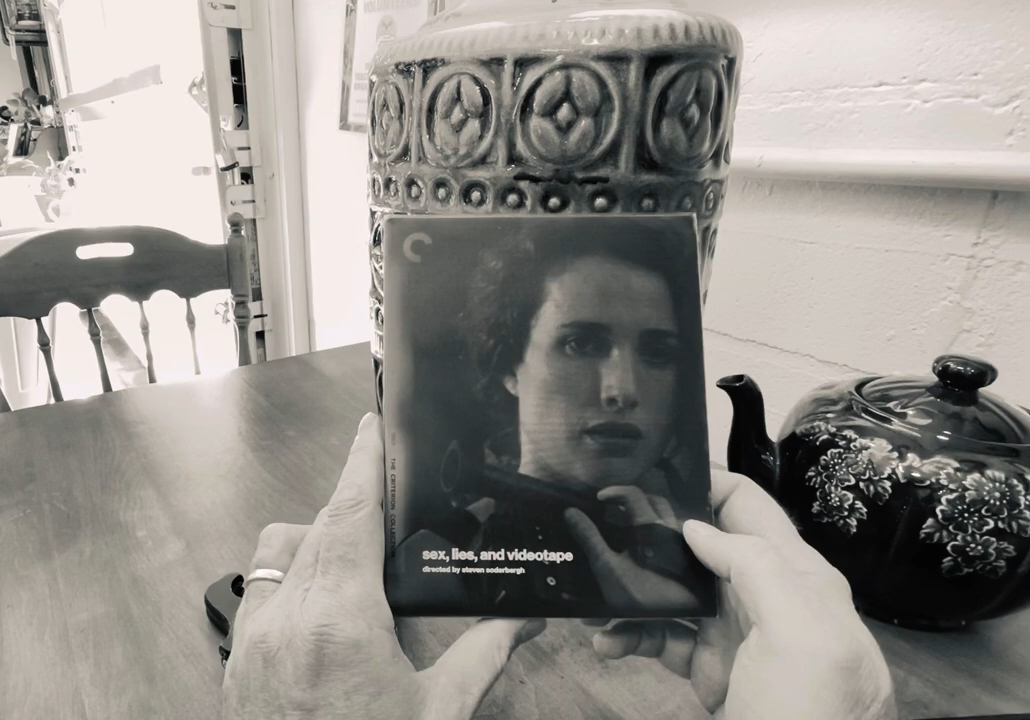 THE CRITERION COLLECTION
sex, lies, and videotape
directed by steven soderbergh